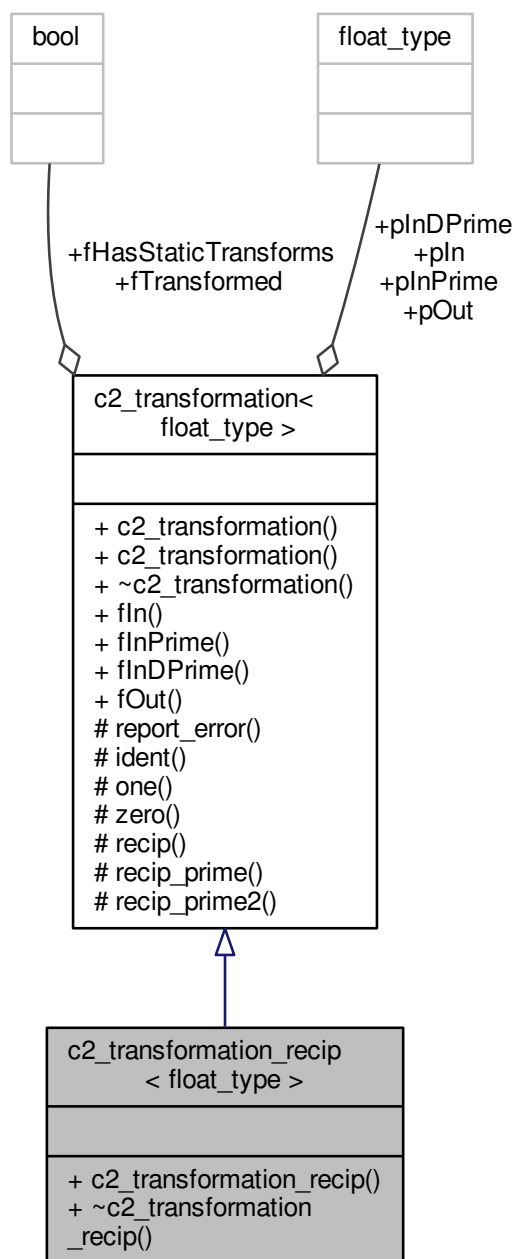 bool
float_type
+fHasStaticTransforms
+fTransformed
+pInDPrime
+pIn
+pInPrime
+pOut
c2_transformation<
float_type >
+ c2_transformation()
+ c2_transformation()
+ ~c2_transformation()
+ fIn()
+ fInPrime()
+ fInDPrime()
+ fOut()
# report_error()
# ident()
# one()
# zero()
# recip()
# recip_prime()
# recip_prime2()
c2_transformation_recip
< float_type >
+ c2_transformation_recip()
+ ~c2_transformation
_recip()